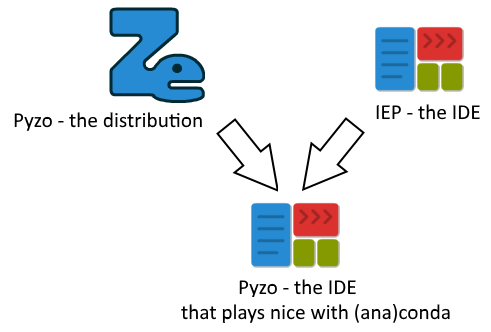 Pyzo - the distribution
IEP - the IDE
Pyzo - the IDE
that plays nice with (ana)conda